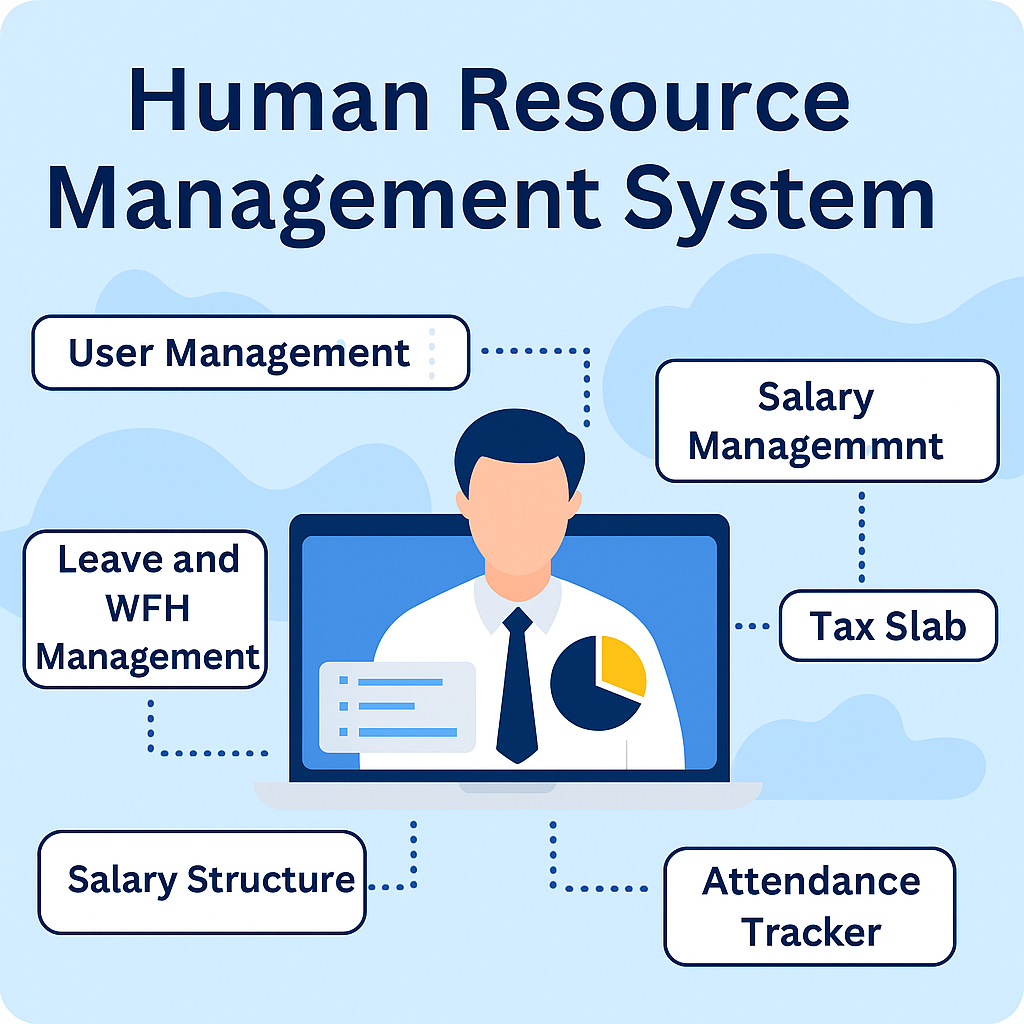 Human Resource
Management System
User Management
Salary
Managemmnt
Leave and
WFH
Management
Tax Slab
Salary Structure
Attendance
Tracker